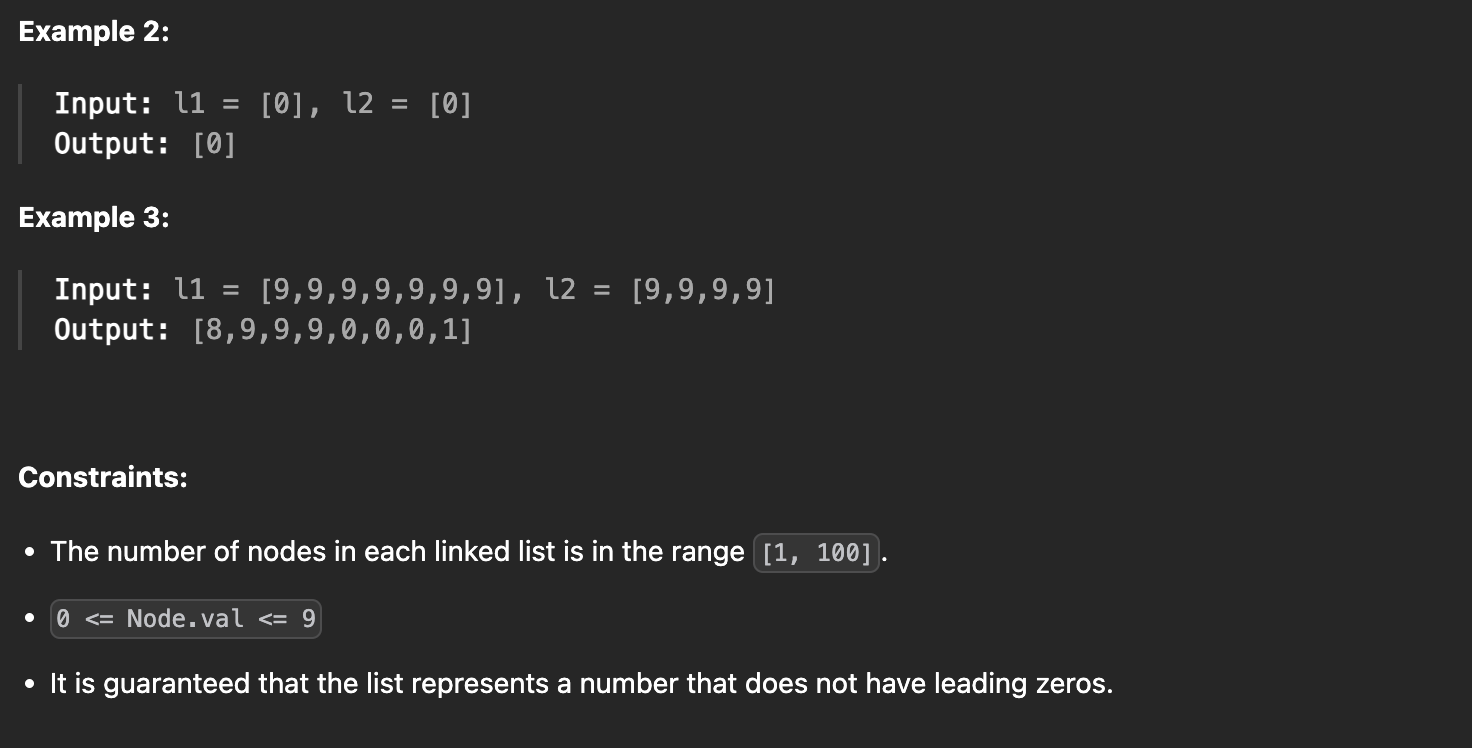 Example 2:
Input: l1 = [0], l2 = [0]
Output: [0]
Example 3:
Input: l1 = [9,9,9,9,9,9,9], l2 = [9,9,9,9]
Output: [8,9,9,9,0,0,0,1]
Constraints:
• The number of nodes in each linked list is in the range [1, 100].
• 0 <= Node.val <= 9
• It is guaranteed that the list represents a number that does not have leading zeros.